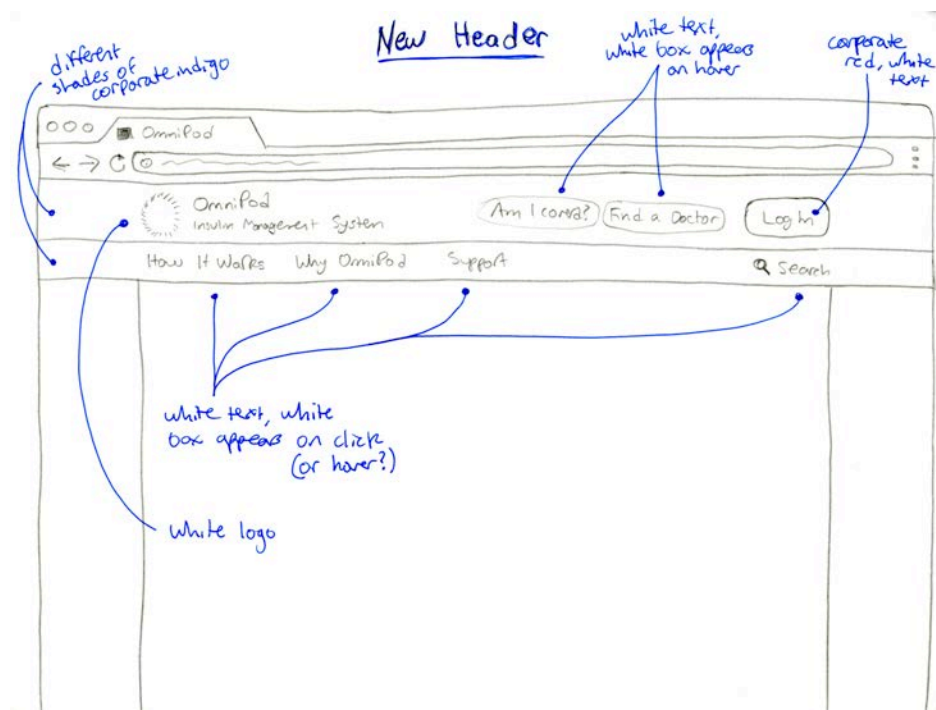 New Header
different
shades of
corporate indigo
white text,
white box appears
on hover
corporate
red, white
text
OmniPod
OmniPod
Insulin Management System
Am I covrd?
Find a Doctor
Log In
How It Works
Why OmniPod
Support
Search
white text, white
box appears on click
(or hover?)
white logo